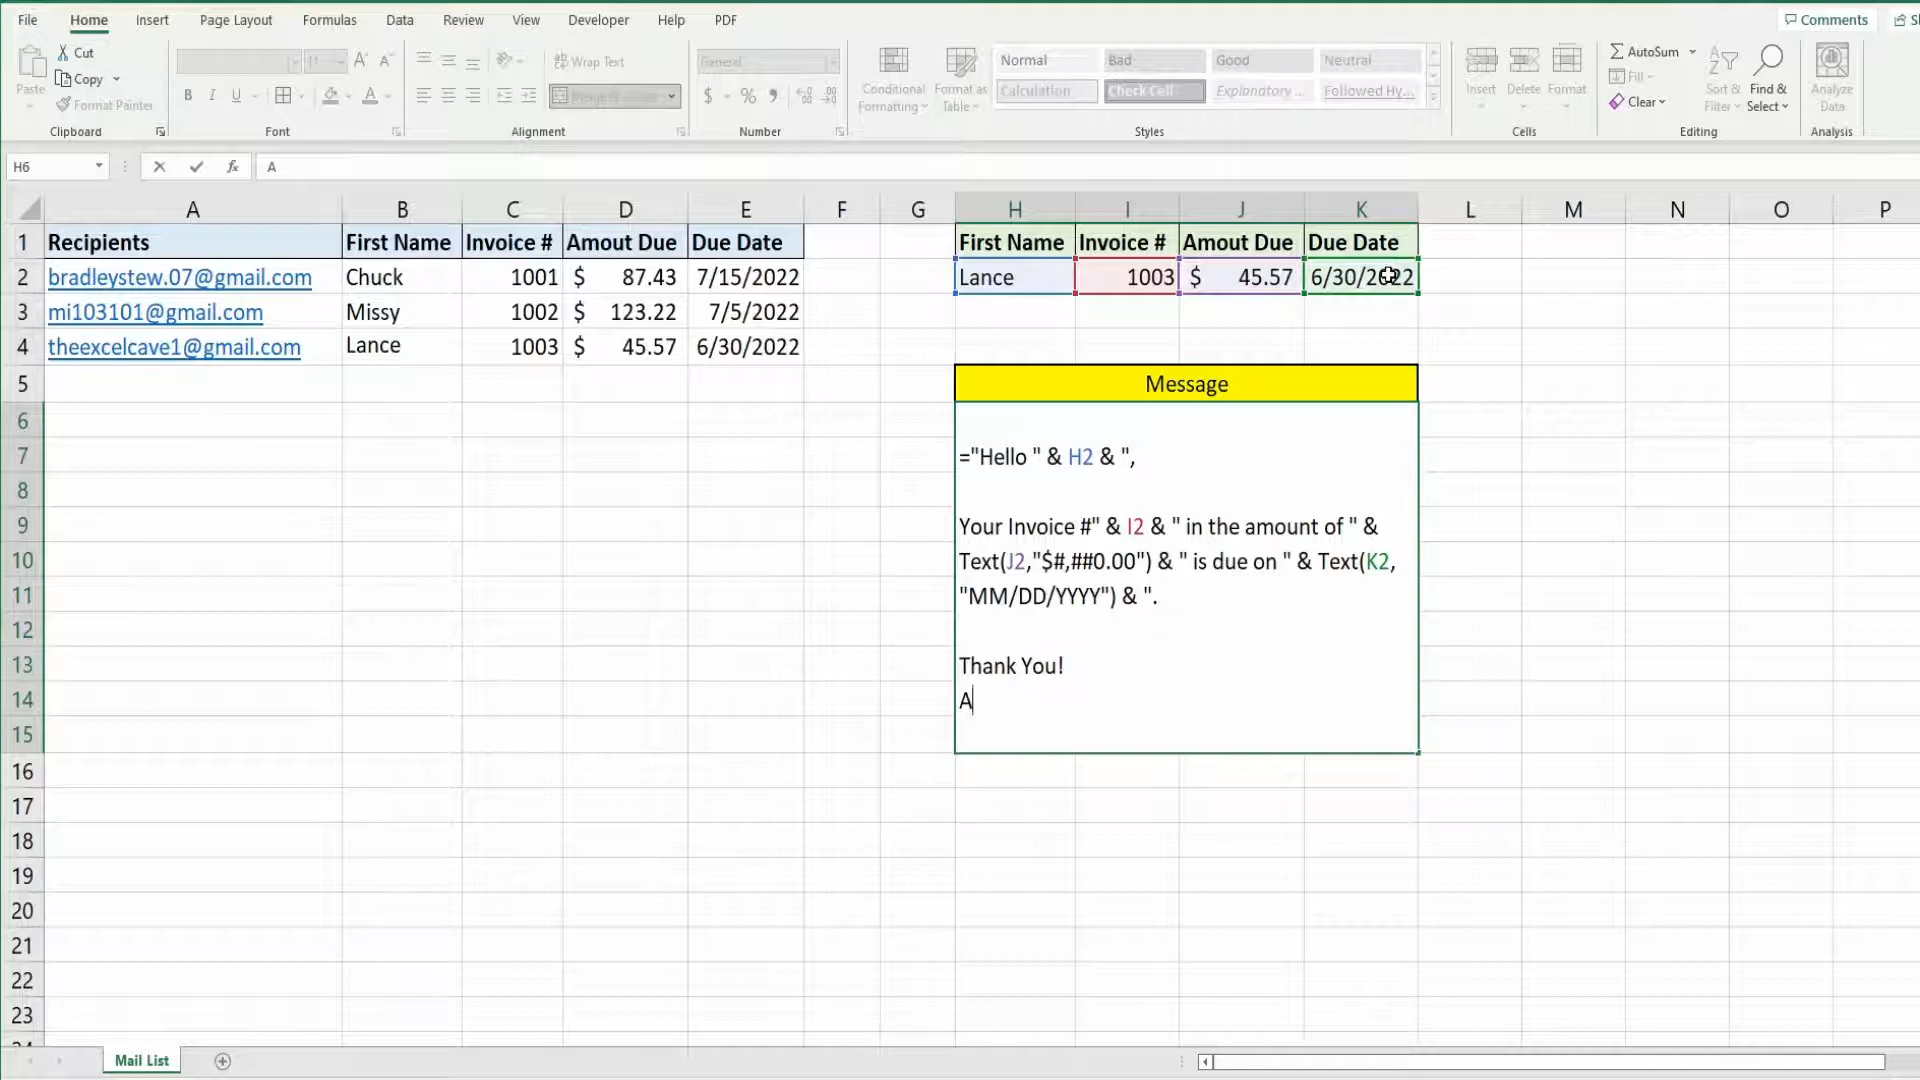 File Home Insert Page Layout Formulas Data Review View Developer Help PDF Comments
Cut
Copy
Format Painter
Paste
Clipboard
Font
Wrap Text
Alignment
General
Number
Conditional Formatting
Format as Table
Normal Bad Good Neutral
Calculation Check Cell Explanatory ... Followed Hy...
Styles
Insert Delete Format
Cells
AutoSum
Fill
Clear
Sort & Filter
Find & Select
Editing
Analyze Data
Analysis
H6 fx A
A B C D E F G H I J K L M N O P
1 Recipients First Name Invoice # Amout Due Due Date First Name Invoice # Amout Due Due Date
2 bradleystew.07@gmail.com Chuck 1001 $ 87.43 7/15/2022 Lance 1003 $ 45.57 6/30/2022
3 mi103101@gmail.com Missy 1002 $ 123.22 7/5/2022
4 theexcelcave1@gmail.com Lance 1003 $ 45.57 6/30/2022
5 Message
6
7 ="Hello " & H2 & ",
8
9 Your Invoice #" & I2 & " in the amount of " &
10 Text(J2,"$#,##0.00") & " is due on " & Text(K2,
11 "MM/DD/YYYY") & ".
12
13 Thank You!
14 A
15
16
17
18
19
20
21
22
23
Mail List